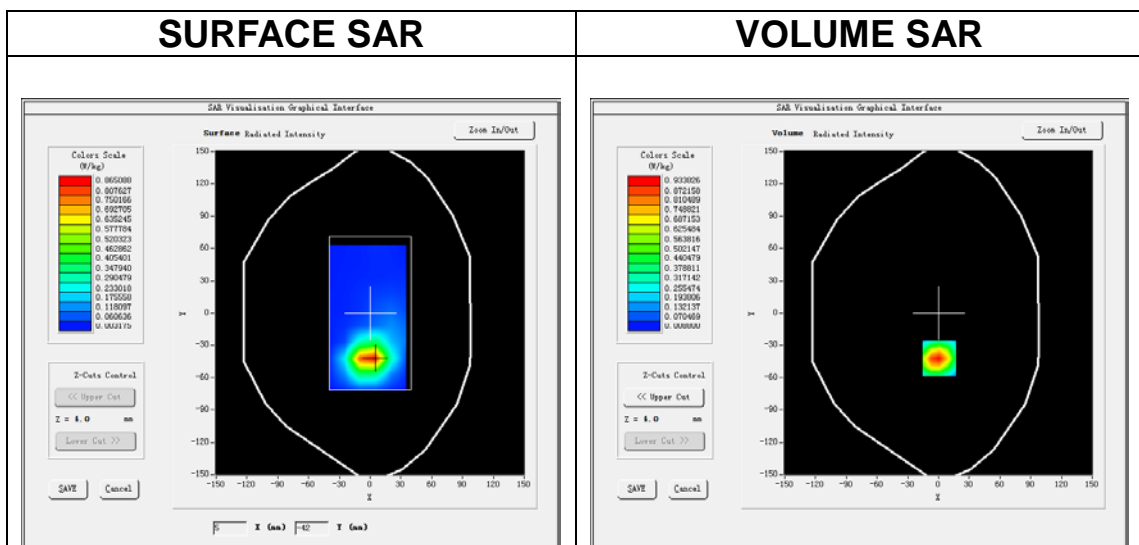 SURFACE SAR
VOLUME SAR
SAR Visualisation Graphical Interface
Surface Radiated Intensity
Zoom In/Out
Colors Scale
(W/kg)
0.865088
0.807627
0.750166
0.692705
0.635245
0.577784
0.520323
0.462862
0.405401
0.347940
0.290479
0.233018
0.175558
0.118097
0.060636
0.003175
Z-Cuts Control
<< Upper Cut
Z = 4.0 mm
Lower Cut >>
SAVE
Cancel
150
120
90
60
30
0
-30
-60
-90
-120
-150
Y
-150 -120 -90 -60 -30 0 30 60 90 120 150
X
5 X (mm) -42 Y (mm)
SAR Visualisation Graphical Interface
Volume Radiated Intensity
Zoom In/Out
Colors Scale
(W/kg)
0.933826
0.872158
0.810489
0.748821
0.687153
0.625484
0.563816
0.502147
0.440479
0.378811
0.317142
0.255474
0.193806
0.132137
0.070469
0.008800
Z-Cuts Control
<< Upper Cut
Z = 4.0 mm
Lower Cut >>
SAVE
Cancel
150
120
90
60
30
0
-30
-60
-90
-120
-150
Y
-150 -120 -90 -60 -30 0 30 60 90 120 150
X